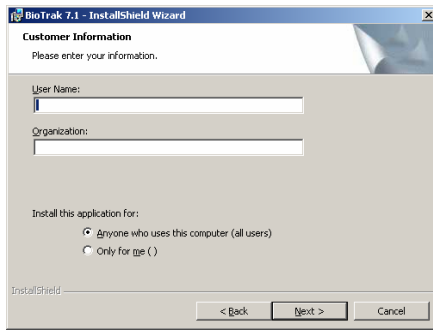 BioTrak 7.1 - InstallShield Wizard
Customer Information
Please enter your information.
User Name:
Organization:
Install this application for:
Anyone who uses this computer (all users)
Only for me ( )
InstallShield
< Back Next > Cancel